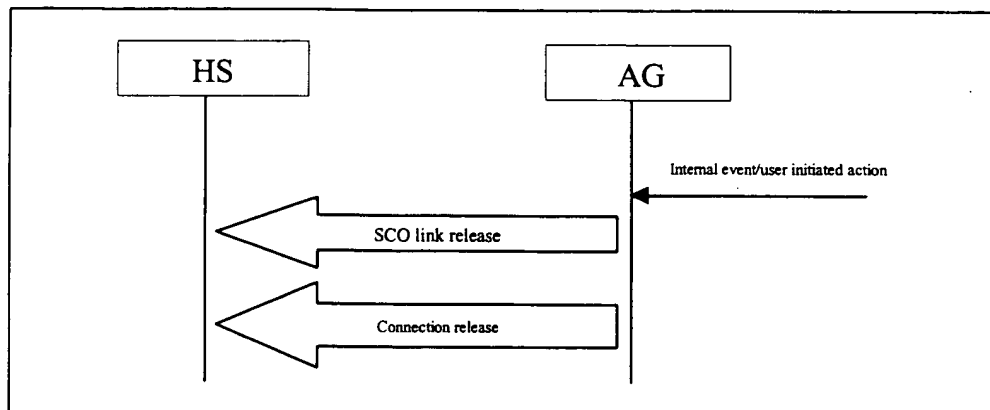 HS
AG
Internal event/user initiated action
SCO link release
Connection release